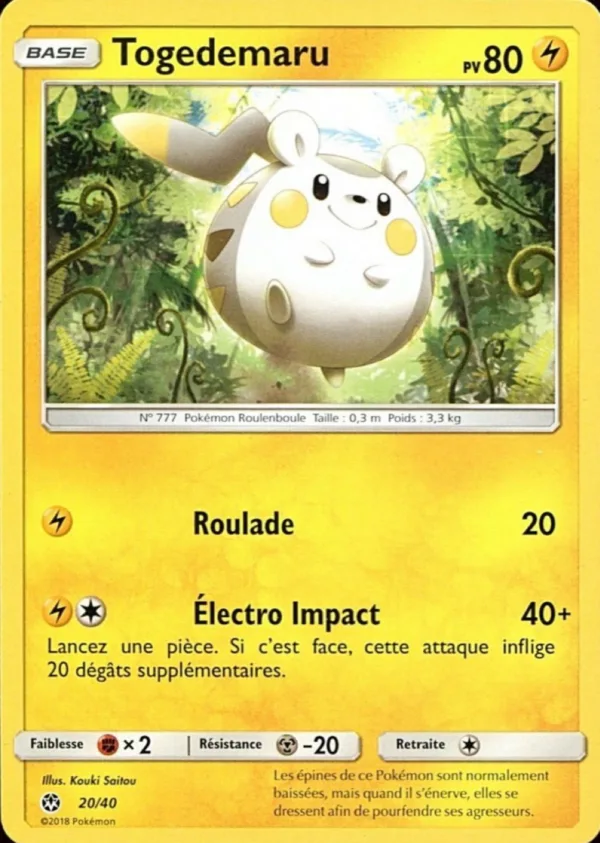 BASE Togedemaru PV 80
N° 777 Pokémon Roulenboule Taille : 0,3 m Poids : 3,3 kg
Roulade 20
Électro Impact 40+
Lancez une pièce. Si c'est face, cette attaque inflige
20 dégâts supplémentaires.
Faiblesse ×2 Résistance -20 Retraite
Illus. Kouki Saitou
20/40
©2018 Pokémon
Les épines de ce Pokémon sont normalement
baissées, mais quand il s'énerve, elles se
dressent afin de pourfendre ses agresseurs.